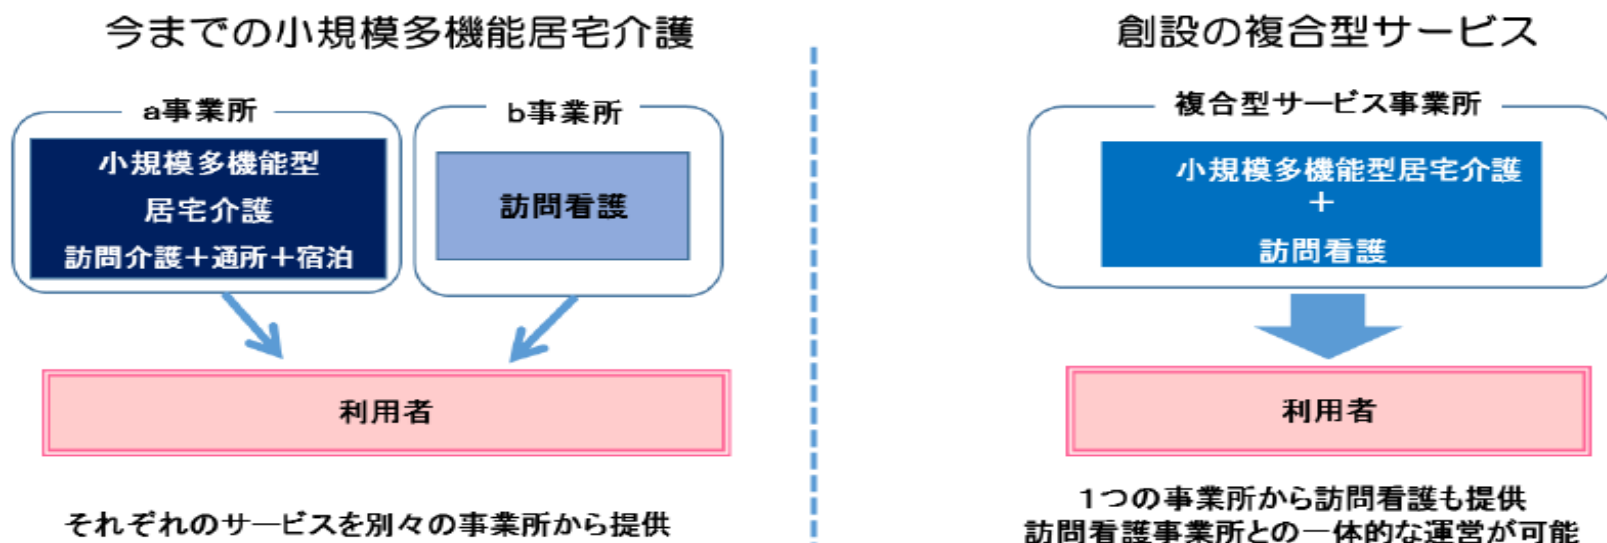 今までの小規模多機能居宅介護
a事業所
小規模多機能型
居宅介護
訪問介護＋通所＋宿泊
b事業所
訪問看護
利用者
それぞれのサービスを別々の事業所から提供
創設の複合型サービス
複合型サービス事業所
小規模多機能型居宅介護
＋
訪問看護
利用者
1つの事業所から訪問看護も提供
訪問看護事業所との一体的な運営が可能